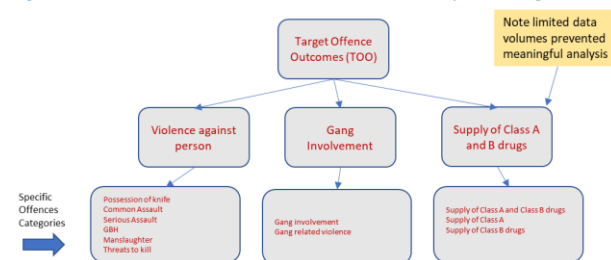 Note limited data
volumes prevented
meaningful analysis
Target Offence
Outcomes (TOO)
Violence against
person
Gang
Involvement
Supply of Class A
and B drugs
Specific
Offences
Categories
Possession of knife
Common Assault
Serious Assault
GBH
Manslaughter
Threats to kill
Gang involvement
Gang related violence
Supply of Class A and Class B drugs
Supply of Class A
Supply of Class B drugs